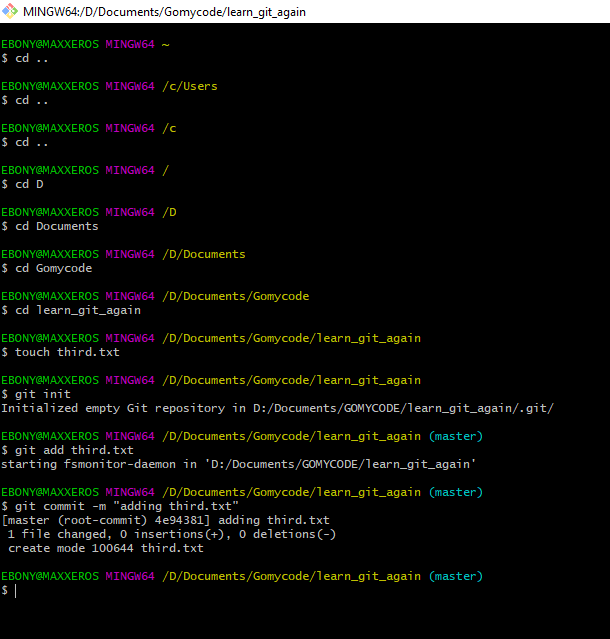 MINGW64:/D/Documents/Gomycode/learn_git_again
EBONY@MAXXEROS MINGW64 ~
$ cd ..
EBONY@MAXXEROS MINGW64 /c/Users
$ cd ..
EBONY@MAXXEROS MINGW64 /c
$ cd ..
EBONY@MAXXEROS MINGW64 /
$ cd D
EBONY@MAXXEROS MINGW64 /D
$ cd Documents
EBONY@MAXXEROS MINGW64 /D/Documents
$ cd Gomycode
EBONY@MAXXEROS MINGW64 /D/Documents/Gomycode
$ cd learn_git_again
EBONY@MAXXEROS MINGW64 /D/Documents/Gomycode/learn_git_again
$ touch third.txt
EBONY@MAXXEROS MINGW64 /D/Documents/Gomycode/learn_git_again
$ git init
Initialized empty Git repository in D:/Documents/GOMYCODE/learn_git_again/.git/
EBONY@MAXXEROS MINGW64 /D/Documents/Gomycode/learn_git_again (master)
$ git add third.txt
starting fsmonitor-daemon in 'D:/Documents/GOMYCODE/learn_git_again'
EBONY@MAXXEROS MINGW64 /D/Documents/Gomycode/learn_git_again (master)
$ git commit -m "adding third.txt"
[master (root-commit) 4e94381] adding third.txt
 1 file changed, 0 insertions(+), 0 deletions(-)
 create mode 100644 third.txt
EBONY@MAXXEROS MINGW64 /D/Documents/Gomycode/learn_git_again (master)
$